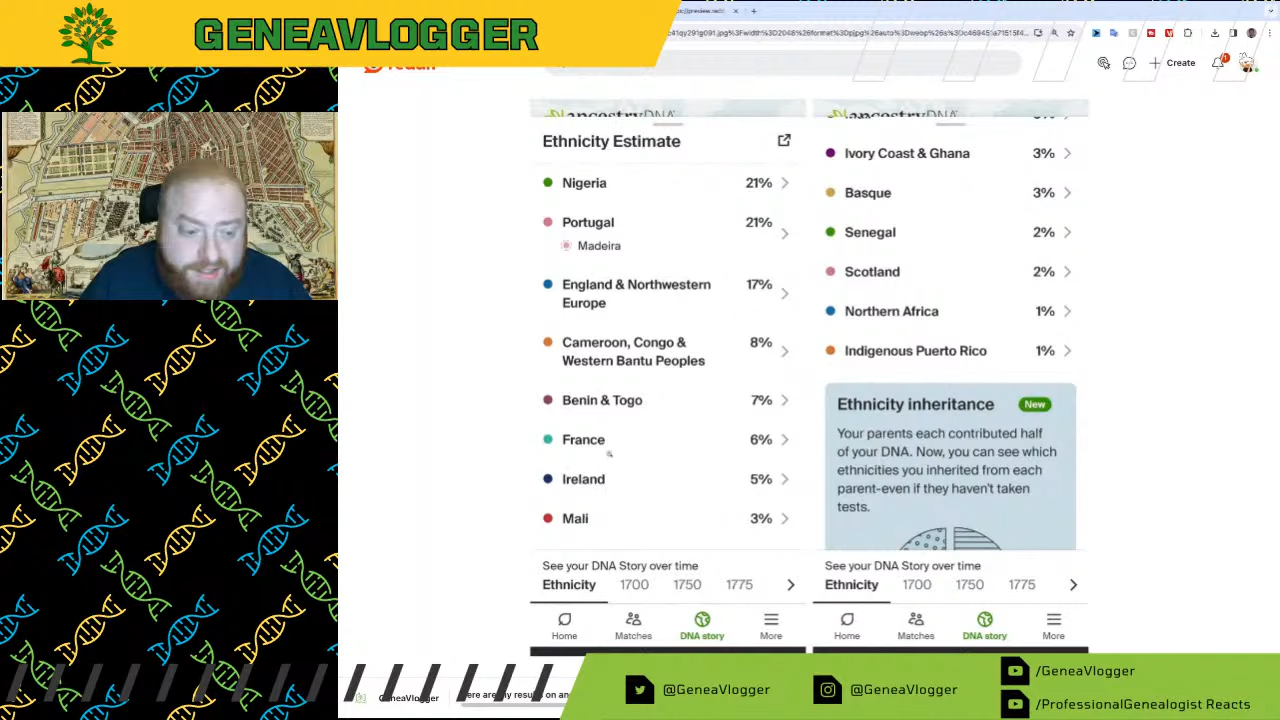 GENEAVLOGGER
Create
ancestryDNA
Ethnicity Estimate
Nigeria 21%
Portugal 21%
Madeira
England & Northwestern 17%
Europe
Cameroon, Congo & 8%
Western Bantu Peoples
Benin & Togo 7%
France 6%
Ireland 5%
Mali 3%
See your DNA Story over time
Ethnicity 1700 1750 1775
Home Matches DNA story More
ancestryDNA
Ivory Coast & Ghana 3%
Basque 3%
Senegal 2%
Scotland 2%
Northern Africa 1%
Indigenous Puerto Rico 1%
Ethnicity inheritance New
Your parents each contributed half
of your DNA. Now, you can see which
ethnicities you inherited from each
parent-even if they haven't taken
tests.
See your DNA Story over time
Ethnicity 1700 1750 1775
Home Matches DNA story More
GeneaVlogger
@GeneaVlogger
@GeneaVlogger
/GeneaVlogger
/ProfessionalGenealogist Reacts